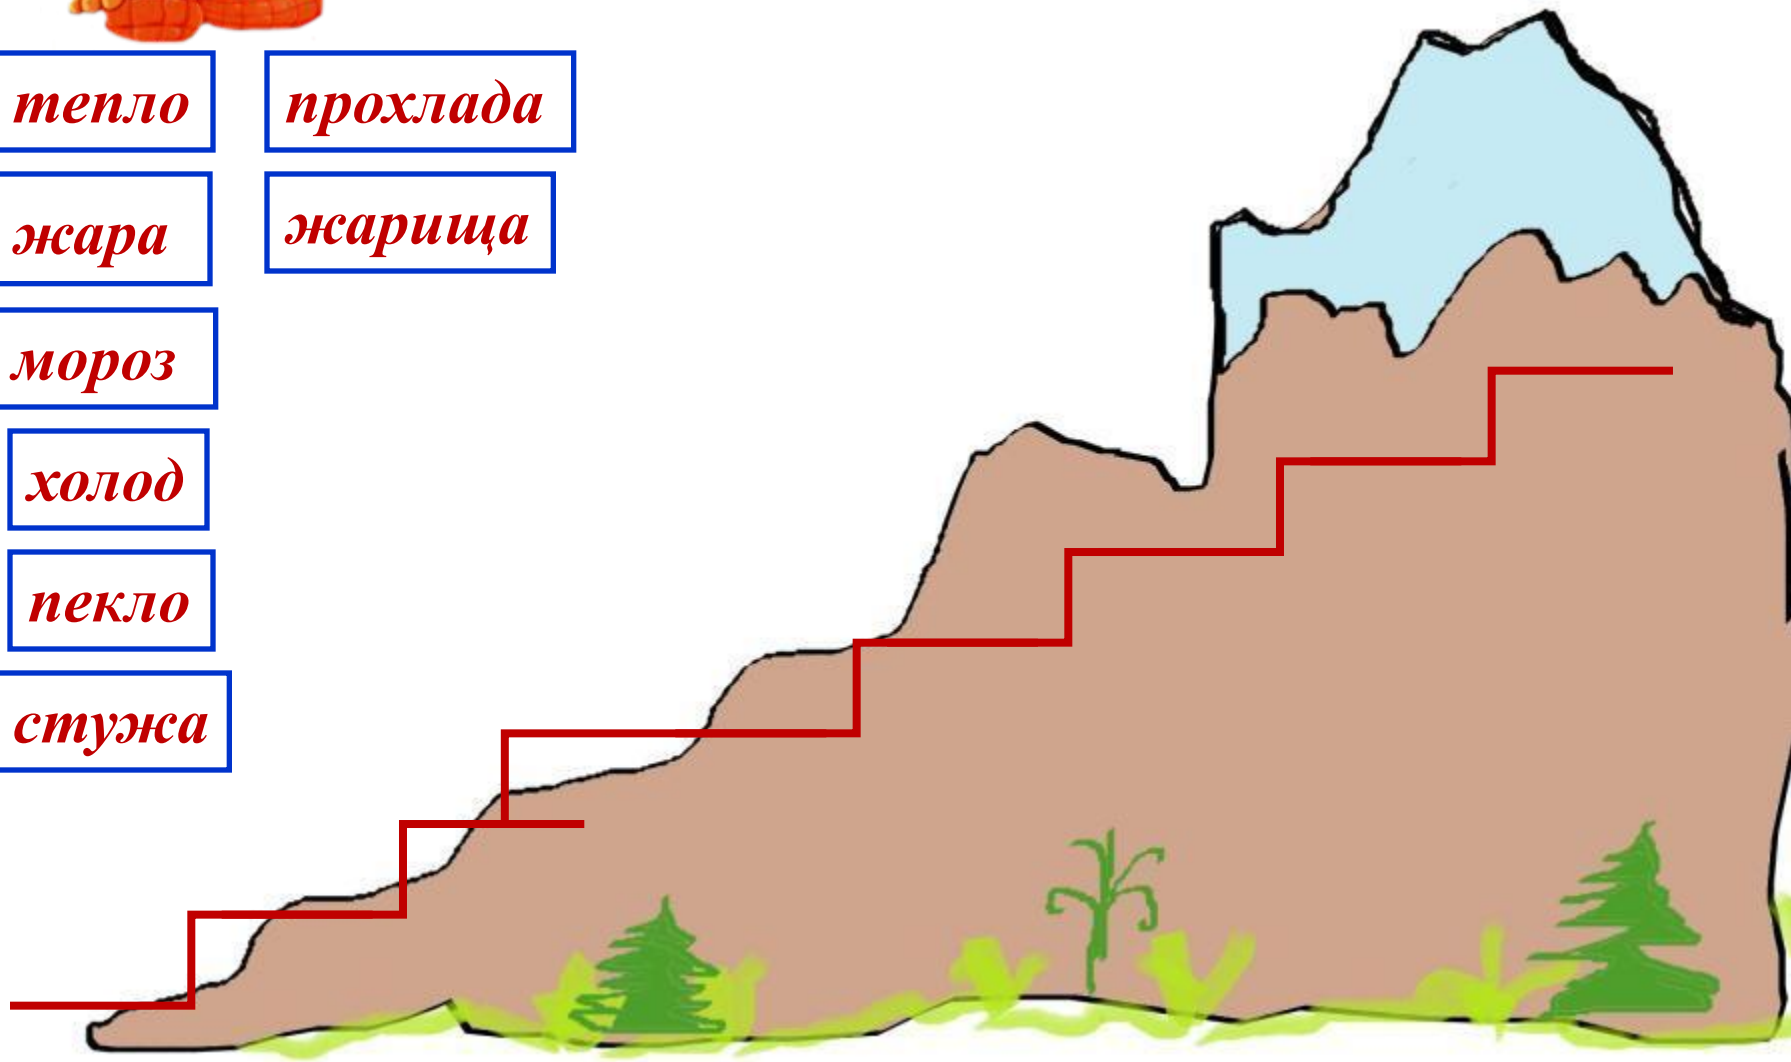 тепло
прохлада
жара
жарища
мороз
холод
пекло
стужа